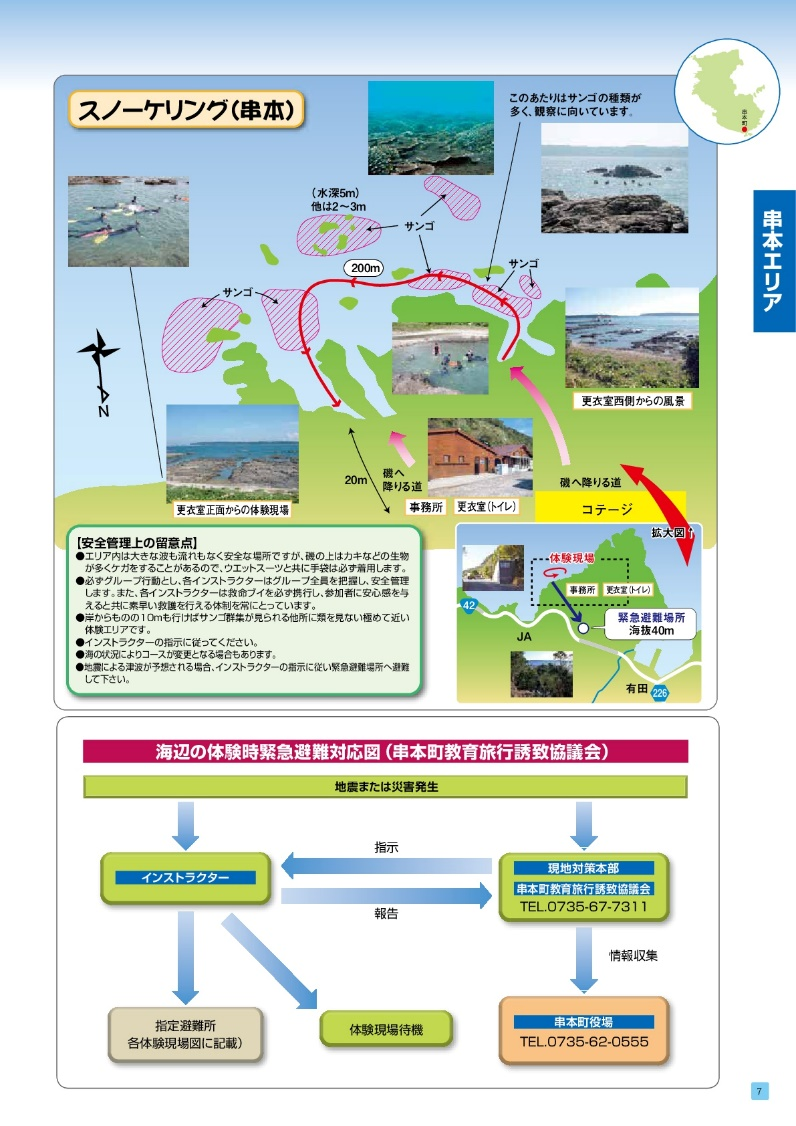 串本町
串本エリア
スノーケリング(串本)
このあたりはサンゴの種類が
多く、観察に向いています。
(水深5m)
他は2〜3m
サンゴ
サンゴ
サンゴ
200m
N
更衣室西側からの風景
更衣室正面からの体験現場
20m
磯へ
降りる道
事務所
更衣室(トイレ)
磯へ降りる道
コテージ
拡大図↑
【安全管理上の留意点】
●エリア内は大きな波も流れもなく安全な場所ですが、磯の上はカキなどの生物
が多くケガをすることがあるので、ウエットスーツと共に手袋は必ず着用します。
●必ずグループ行動とし、各インストラクターはグループ全員を把握し、安全管理
します。また、各インストラクターは救命ブイを必ず携行し、参加者に安心感を与
えると共に素早い救護を行える体制を常にとっています。
●岸からものの10mも行けばサンゴ群集が見られる他所に類を見ない極めて近い
体験エリアです。
●インストラクターの指示に従ってください。
●海の状況によりコースが変更となる場合もあります。
●地震による津波が予想される場合、インストラクターの指示に従い緊急避難場所へ避難
して下さい。
体験現場
事務所
更衣室(トイレ)
42
緊急避難場所
海抜40m
JA
有田
226
海辺の体験時緊急避難対応図(串本町教育旅行誘致協議会)
地震または災害発生
指示
インストラクター
現地対策本部
串本町教育旅行誘致協議会
TEL.0735-67-7311
報告
情報収集
指定避難所
各体験現場図に記載)
体験現場待機
串本町役場
TEL.0735-62-0555
7